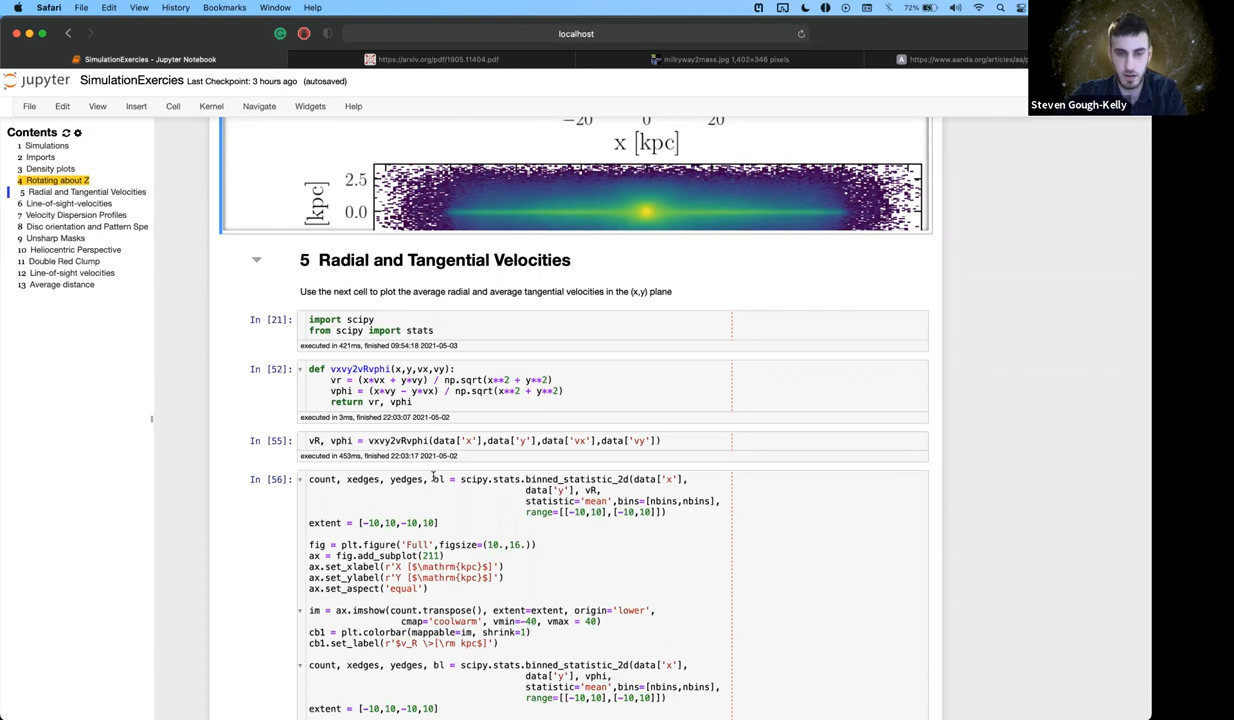 Safari File Edit View History Bookmarks Window Help 72%
localhost
SimulationExercies - Jupyter Notebook https://arxiv.org/pdf/1905.11404.pdf milkyway2mass.jpg 1,402×346 pixels https://www.aanda.org/articles/aa/p
jupyter SimulationExercies Last Checkpoint: 3 hours ago (autosaved)
Steven Gough-Kelly
File Edit View Insert Cell Kernel Navigate Widgets Help
Contents
1 Simulations
2 Imports
3 Density plots
4 Rotating about Z
5 Radial and Tangential Velocities
6 Line-of-sight-velocities
7 Velocity Dispersion Profiles
8 Disc orientation and Pattern Spe
9 Unsharp Masks
10 Heliocentric Perspective
11 Double Red Clump
12 Line-of-sight velocities
13 Average distance
−20 0 20
x [kpc]
[kpc]
2.5
0.0
5 Radial and Tangential Velocities
Use the next cell to plot the average radial and average tangential velocities in the (x,y) plane
In [21]: import scipy
from scipy import stats
executed in 421ms, finished 09:54:18 2021-05-03
In [52]: def vxvy2vRvphi(x,y,vx,vy):
vr = (x*vx + y*vy) / np.sqrt(x**2 + y**2)
vphi = (x*vy - y*vx) / np.sqrt(x**2 + y**2)
return vr, vphi
executed in 3ms, finished 22:03:07 2021-05-02
In [55]: vR, vphi = vxvy2vRvphi(data['x'],data['y'],data['vx'],data['vy'])
executed in 453ms, finished 22:03:17 2021-05-02
In [56]: count, xedges, yedges, bl = scipy.stats.binned_statistic_2d(data['x'],
data['y'], vR,
statistic='mean',bins=[nbins,nbins],
range=[[-10,10],[-10,10]])
extent = [-10,10,-10,10]
fig = plt.figure('Full',figsize=(10.,16.))
ax = fig.add_subplot(211)
ax.set_xlabel(r'X [$\mathrm{kpc}$]')
ax.set_ylabel(r'Y [$\mathrm{kpc}$]')
ax.set_aspect('equal')
im = ax.imshow(count.transpose(), extent=extent, origin='lower',
cmap='coolwarm', vmin=-40, vmax = 40)
cb1 = plt.colorbar(mappable=im, shrink=1)
cb1.set_label(r'$v_R \>[\rm kpc$]')
count, xedges, yedges, bl = scipy.stats.binned_statistic_2d(data['x'],
data['y'], vphi,
statistic='mean',bins=[nbins,nbins],
range=[[-10,10],[-10,10]])
extent = [-10,10,-10,10]